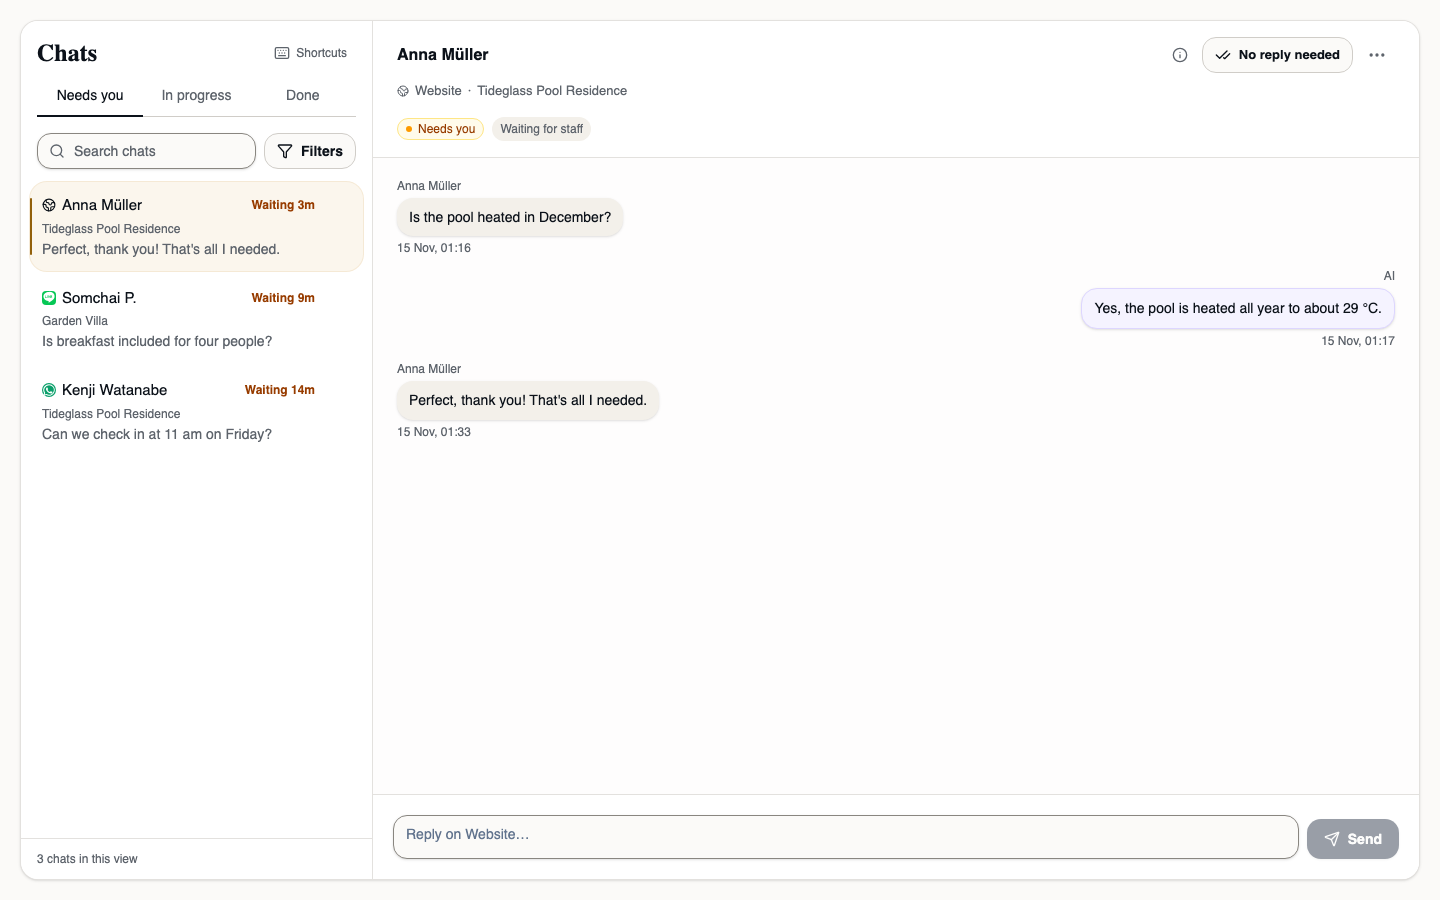 Chats
Shortcuts
Needs you
In progress
Done
Search chats
Filters
Anna Müller
Waiting 3m
Tideglass Pool Residence
Perfect, thank you! That's all I needed.
Somchai P.
Waiting 9m
Garden Villa
Is breakfast included for four people?
Kenji Watanabe
Waiting 14m
Tideglass Pool Residence
Can we check in at 11 am on Friday?
3 chats in this view
Anna Müller
No reply needed
Website · Tideglass Pool Residence
Needs you
Waiting for staff
Anna Müller
Is the pool heated in December?
15 Nov, 01:16
AI
Yes, the pool is heated all year to about 29 °C.
15 Nov, 01:17
Anna Müller
Perfect, thank you! That's all I needed.
15 Nov, 01:33
Reply on Website…
Send